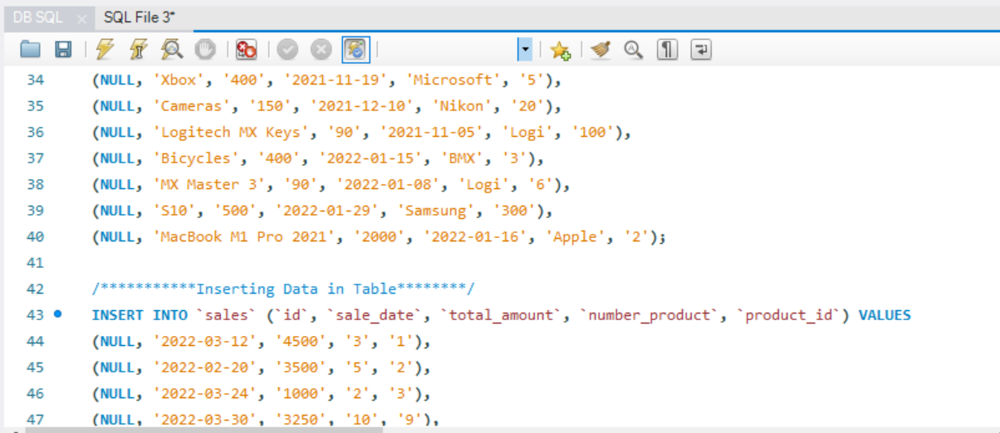 DB SQL × SQL File 3*
34 (NULL, 'Xbox', '400', '2021-11-19', 'Microsoft', '5'),
35 (NULL, 'Cameras', '150', '2021-12-10', 'Nikon', '20'),
36 (NULL, 'Logitech MX Keys', '90', '2021-11-05', 'Logi', '100'),
37 (NULL, 'Bicycles', '400', '2022-01-15', 'BMX', '3'),
38 (NULL, 'MX Master 3', '90', '2022-01-08', 'Logi', '6'),
39 (NULL, 'S10', '500', '2022-01-29', 'Samsung', '300'),
40 (NULL, 'MacBook M1 Pro 2021', '2000', '2022-01-16', 'Apple', '2');
41
42 /***********Inserting Data in Table********/
43 INSERT INTO `sales` (`id`, `sale_date`, `total_amount`, `number_product`, `product_id`) VALUES
44 (NULL, '2022-03-12', '4500', '3', '1'),
45 (NULL, '2022-02-20', '3500', '5', '2'),
46 (NULL, '2022-03-24', '1000', '2', '3'),
47 (NULL, '2022-03-30', '3250', '10', '9'),